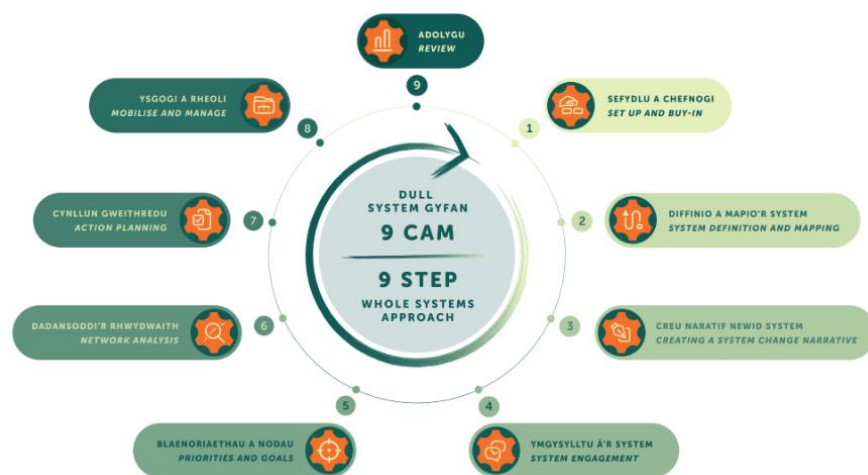 DULL
SYSTEM GYFAN
9 CAM
9 STEP
WHOLE SYSTEMS
APPROACH
1
SEFYDLU A CHEFNOGI
SET UP AND BUY-IN
2
DIFFINIO A MAPIO'R SYSTEM
SYSTEM DEFINITION AND MAPPING
3
CREU NARATIF NEWID SYSTEM
CREATING A SYSTEM CHANGE NARRATIVE
4
YMGYSYLLTU Â'R SYSTEM
SYSTEM ENGAGEMENT
5
BLAENORIAETHAU A NODAU
PRIORITIES AND GOALS
6
DADANSODDI'R RHWYDWAITH
NETWORK ANALYSIS
7
CYNLLUN GWEITHREDU
ACTION PLANNING
8
YSGOGI A RHEOLI
MOBILISE AND MANAGE
9
ADOLYGU
REVIEW